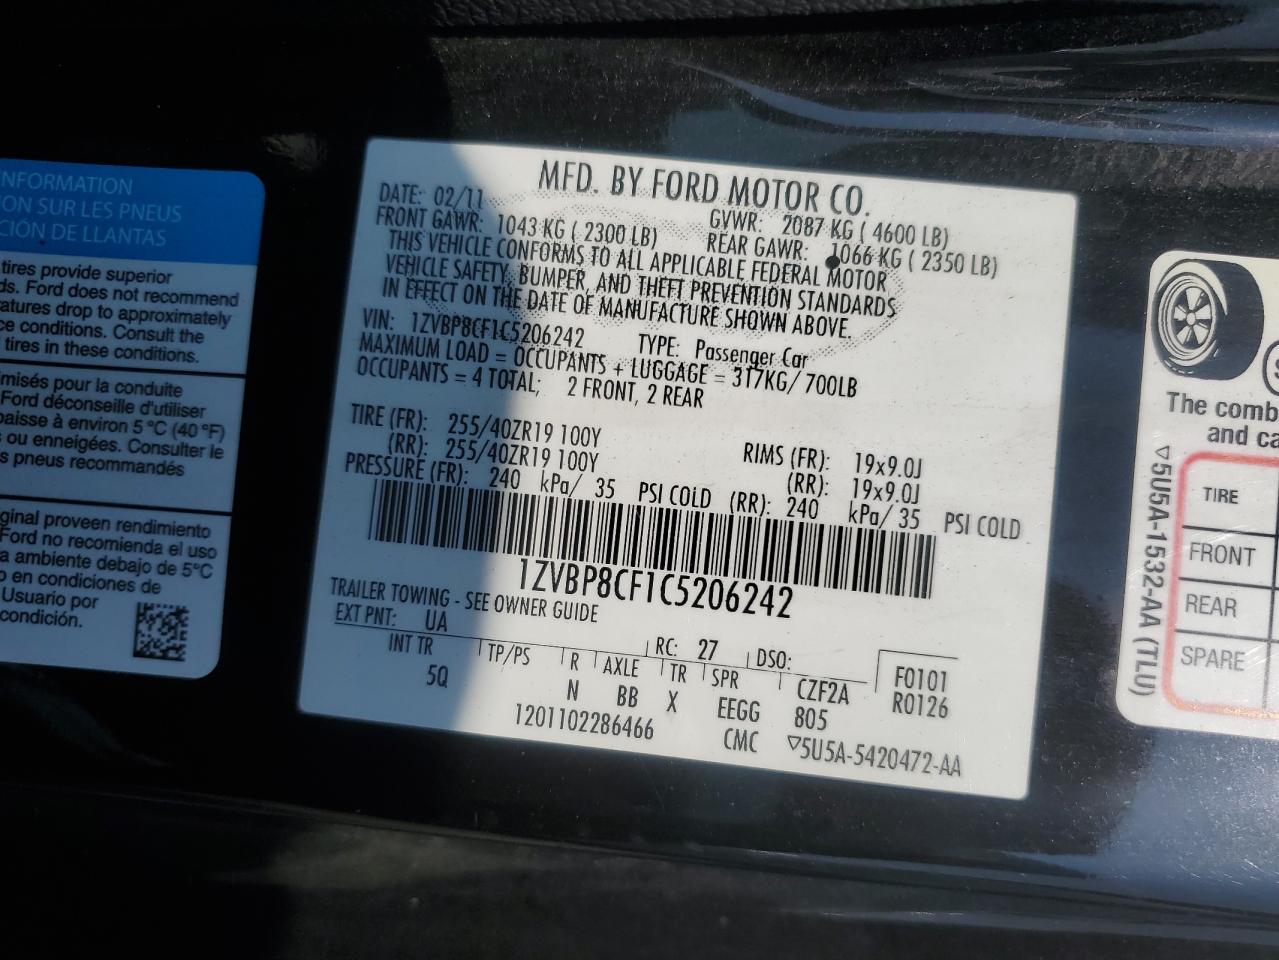 NFORMATION
ON SUR LES PNEUS
CIÓN DE LLANTAS
tires provide superior
ds. Ford does not recommend
atures drop to approximately
ce conditions. Consult the
tires in these conditions.
imisés pour la conduite
Ford déconseille d'utiliser
baisse à environ 5 °C (40 °F)
ou enneigées. Consulter le
s pneus recommandés
ginal proveen rendimiento
Ford no recomienda el uso
a ambiente debajo de 5°C
o en condiciones de
Usuario por
condición.
MFD. BY FORD MOTOR CO.
DATE: 02/11 GVWR: 2087 KG ( 4600 LB)
FRONT GAWR: 1043 KG ( 2300 LB) REAR GAWR: 1066 KG ( 2350 LB)
THIS VEHICLE CONFORMS TO ALL APPLICABLE FEDERAL MOTOR
VEHICLE SAFETY, BUMPER, AND THEFT PREVENTION STANDARDS
IN EFFECT ON THE DATE OF MANUFACTURE SHOWN ABOVE.
VIN: 1ZVBP8CF1C5206242 TYPE: Passenger Car
MAXIMUM LOAD = OCCUPANTS + LUGGAGE = 317KG/ 700LB
OCCUPANTS = 4 TOTAL; 2 FRONT, 2 REAR
TIRE (FR): 255/40ZR19 100Y RIMS (FR): 19x9.0J
(RR): 255/40ZR19 100Y (RR): 19x9.0J
PRESSURE (FR): 240 kPa/ 35 PSI COLD (RR): 240 kPa/ 35 PSI COLD
1ZVBP8CF1C5206242
TRAILER TOWING - SEE OWNER GUIDE
EXT PNT: UA RC: 27 DSO:
INT TR TP/PS R AXLE TR SPR CZF2A F0101
5Q N BB X EEGG 805 R0126
1201102286466 CMC ▽5U5A-5420472-AA
The comb
and ca
▽5U5A-1532-AA (TLU)
TIRE
FRONT
REAR
SPARE